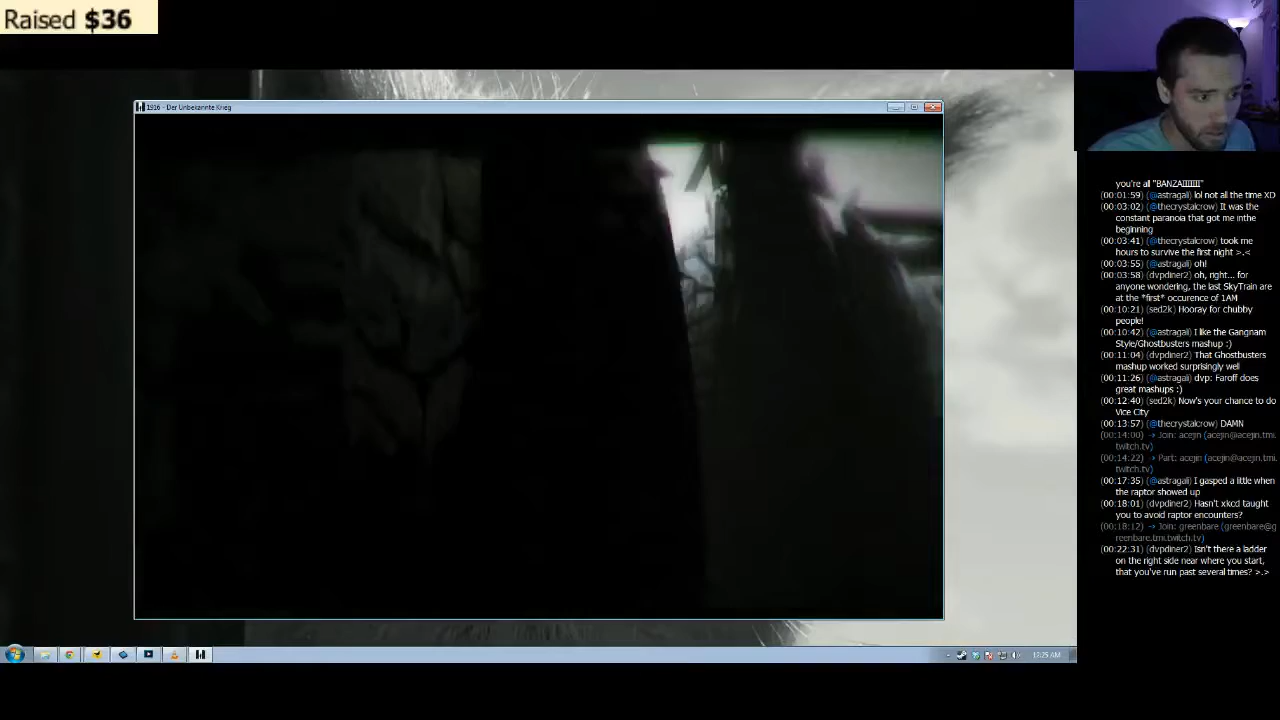 Raised $36
1916 - Der Unbekannte Krieg
you're all "BANZAIIIIIII"
(00:01:59) (@astragali) lol not all the time XD
(00:03:02) (@thecrystalcrow) It was the
constant paranoia that got me inthe
beginning
(00:03:41) (@thecrystalcrow) took me
hours to survive the first night >.<
(00:03:55) (@astragali) oh!
(00:03:58) (dvpdiner2) oh, right... for
anyone wondering, the last SkyTrain are
at the *first* occurence of 1AM
(00:10:21) (sed2k) Hooray for chubby
people!
(00:10:42) (@astragali) I like the Gangnam
Style/Ghostbusters mashup :)
(00:11:04) (dvpdiner2) That Ghostbusters
mashup worked surprisingly well
(00:11:26) (@astragali) dvp: Faroff does
great mashups :)
(00:12:40) (sed2k) Now's your chance to do
Vice City
(00:13:57) (@thecrystalcrow) DAMN
(00:14:00) -> Join: acejin (acejin@acejin.tmi.
twitch.tv)
(00:14:22) -> Part: acejin (acejin@acejin.tmi.
twitch.tv)
(00:17:35) (@astragali) I gasped a little when
the raptor showed up
(00:18:01) (dvpdiner2) Hasn't xkcd taught
you to avoid raptor encounters?
(00:18:12) -> Join: greenbare (greenbare@g
reenbare.tmi.twitch.tv)
(00:22:31) (dvpdiner2) Isn't there a ladder
on the right side near where you start,
that you've run past several times? >.>
12:25 AM